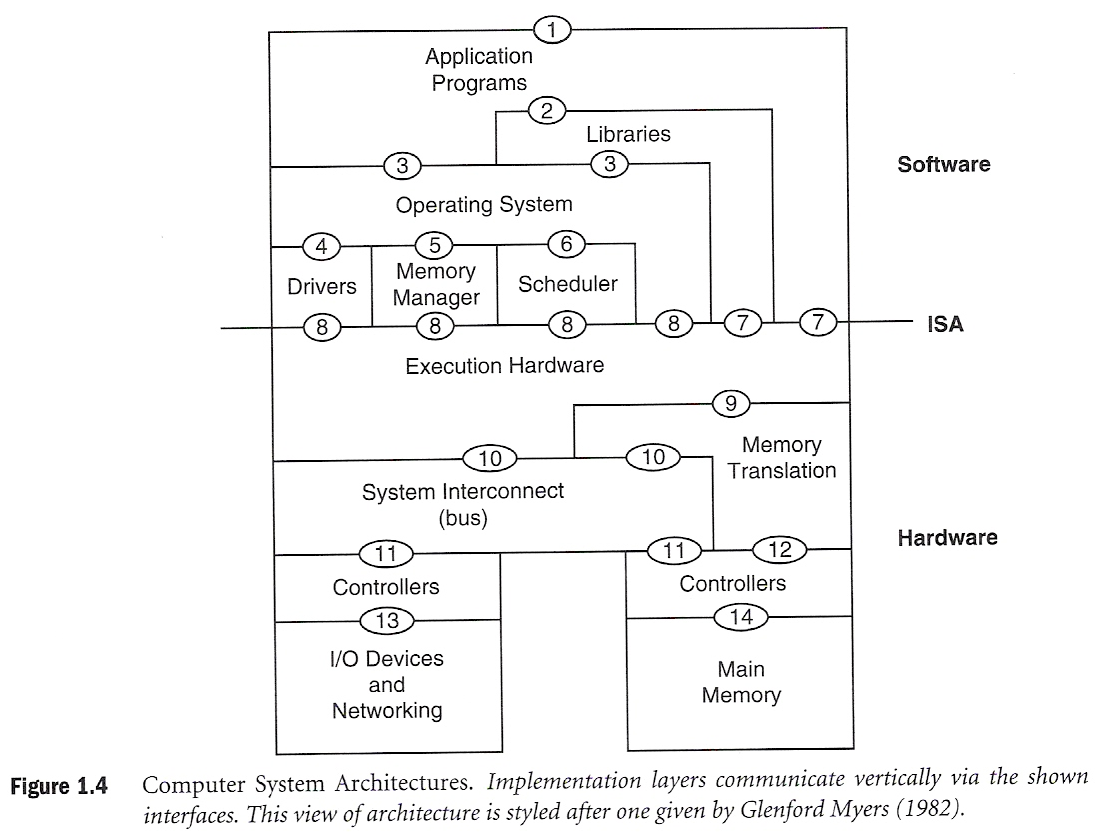 1
Application
Programs
2
Libraries
3
3
Software
Operating System
4
5
6
Drivers
Memory
Manager
Scheduler
8
8
8
8
7
7
ISA
Execution Hardware
9
Memory
Translation
10
10
System Interconnect
(bus)
Hardware
11
11
12
Controllers
Controllers
13
14
I/O Devices
and
Networking
Main
Memory
Figure 1.4 Computer System Architectures. Implementation layers communicate vertically via the shown
interfaces. This view of architecture is styled after one given by Glenford Myers (1982).